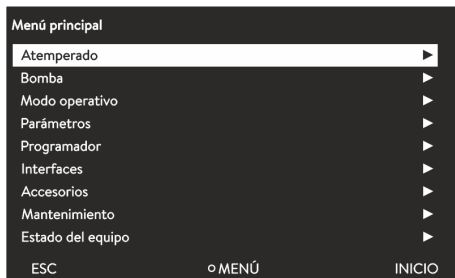 Menú principal
Atemperado
Bomba
Modo operativo
Parámetros
Programador
Interfaces
Accesorios
Mantenimiento
Estado del equipo
ESC MENÚ INICIO